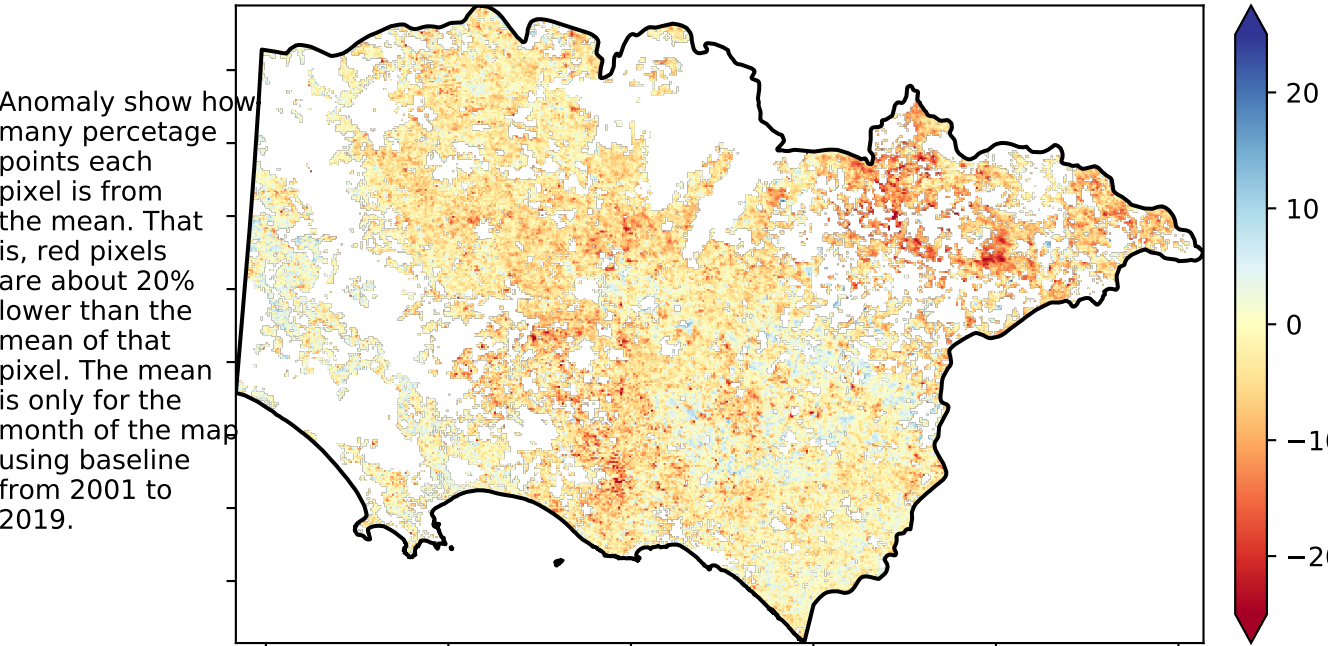 Anomaly show how
many percetage
points each
pixel is from
the mean. That
is, red pixels
are about 20%
lower than the
mean of that
pixel. The mean
is only for the
month of the map
using baseline
from 2001 to
2019.
20
10
0
−10
−20